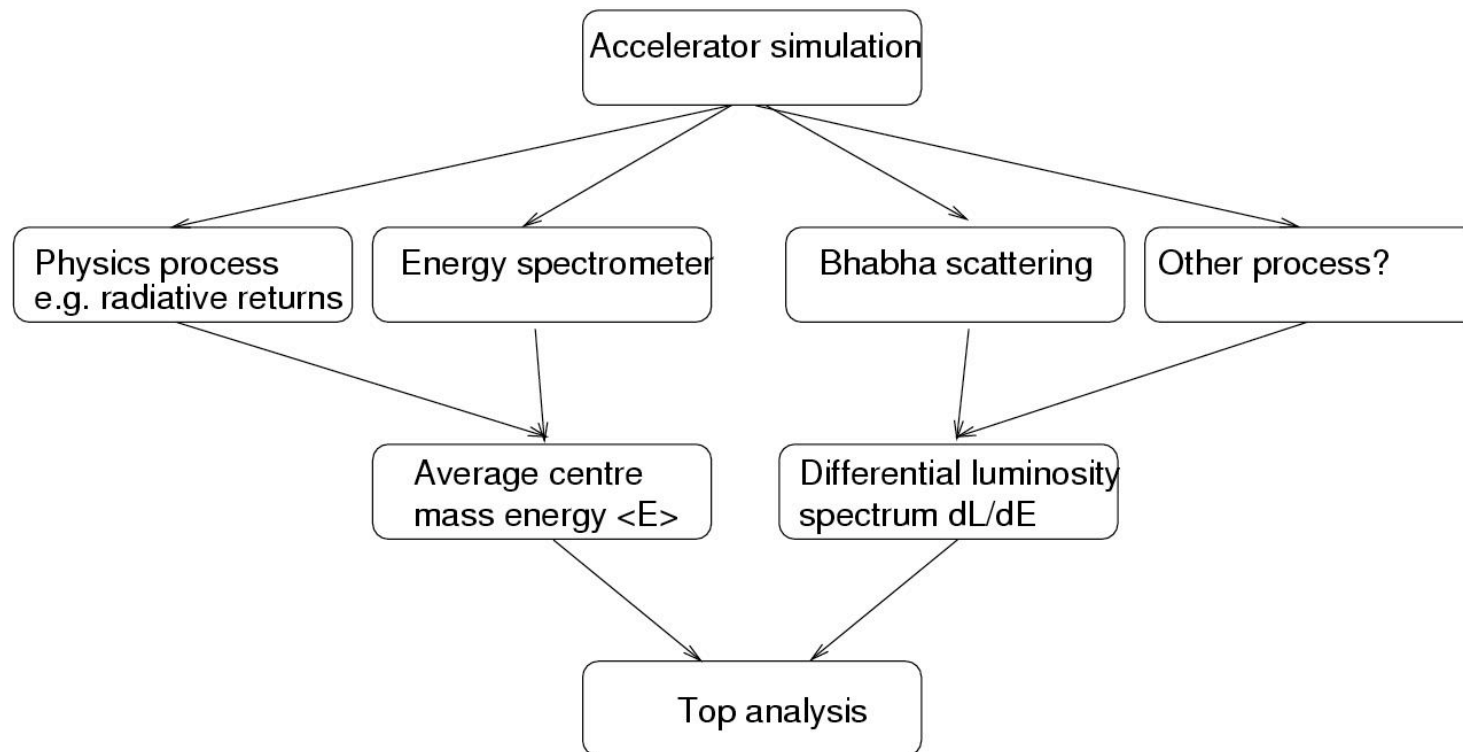 Accelerator simulation
Physics process
e.g. radiative returns
Energy spectrometer
Bhabha scattering
Other process?
Average centre
mass energy <E>
Differential luminosity
spectrum dL/dE
Top analysis